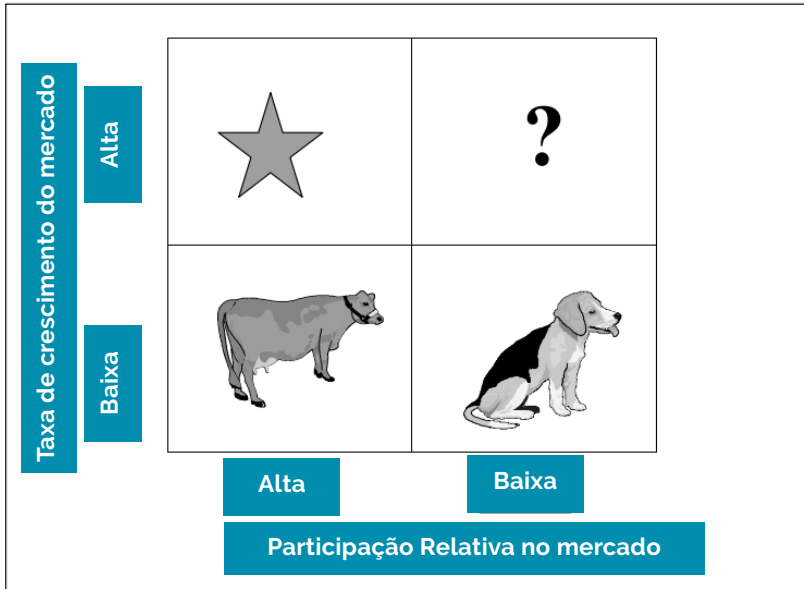 Taxa de crescimento do mercado
Alta
?
Baixa
Alta
Baixa
Participação Relativa no mercado